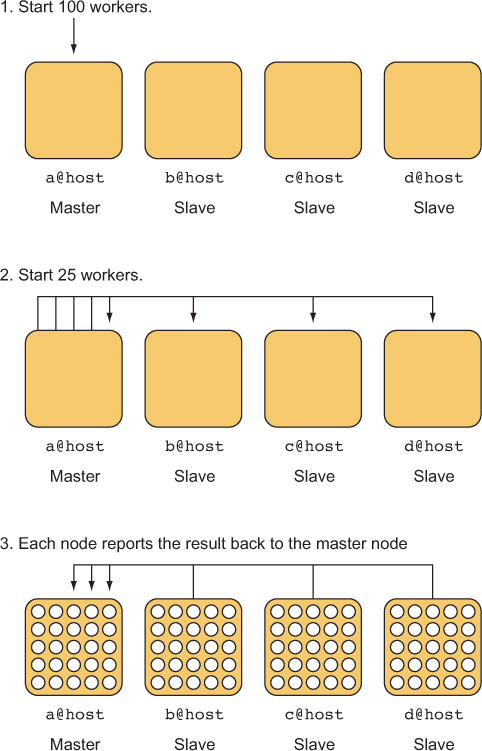 1. Start 100 workers.
a@host b@host c@host d@host
Master Slave Slave Slave
2. Start 25 workers.
a@host b@host c@host d@host
Master Slave Slave Slave
3. Each node reports the result back to the master node
a@host b@host c@host d@host
Master Slave Slave Slave